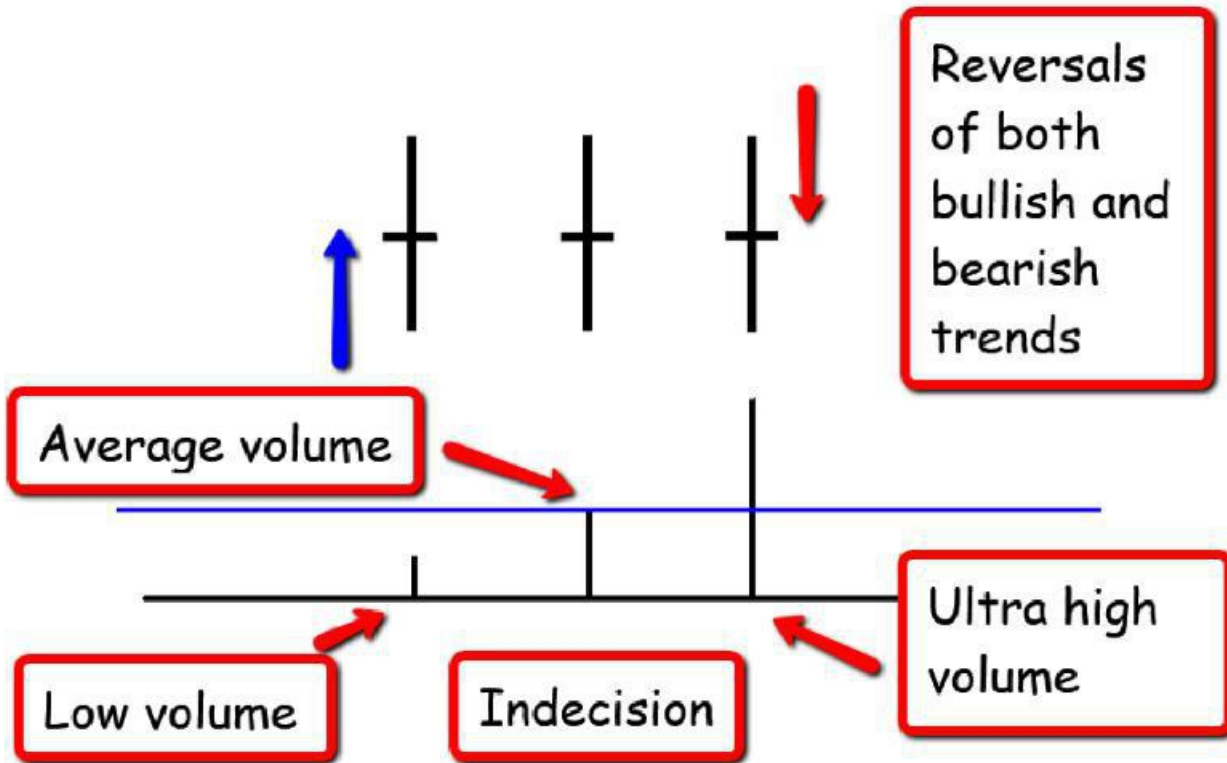 Reversals
of both
bullish and
bearish
trends
Average volume
Low volume
Indecision
Ultra high
volume